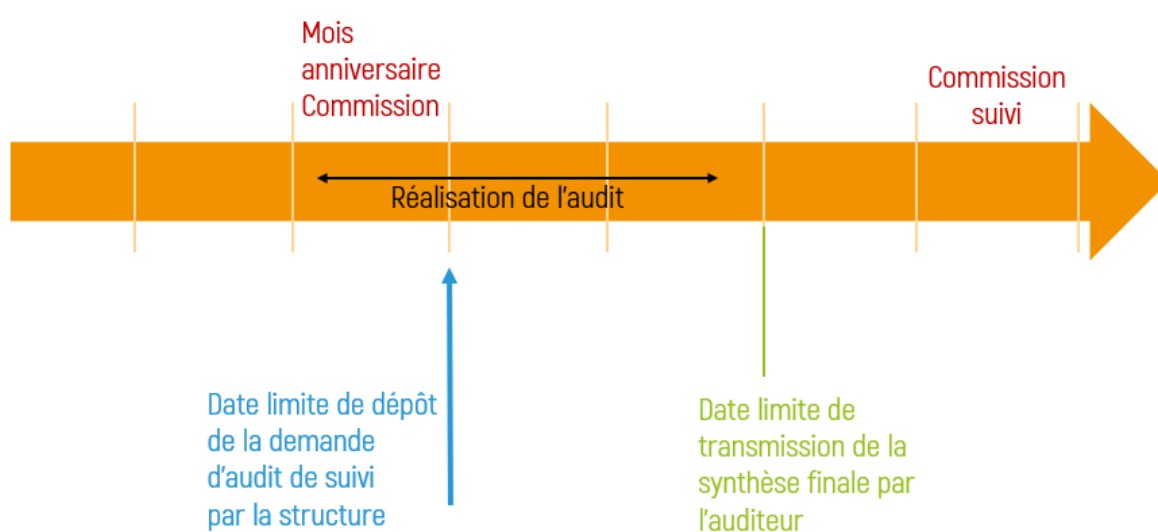 Mois
anniversaire
Commission
Commission
suivi
Réalisation de l'audit
Date limite de dépôt
de la demande
d'audit de suivi
par la structure
Date limite de
transmission de la
synthèse finale par
l'auditeur